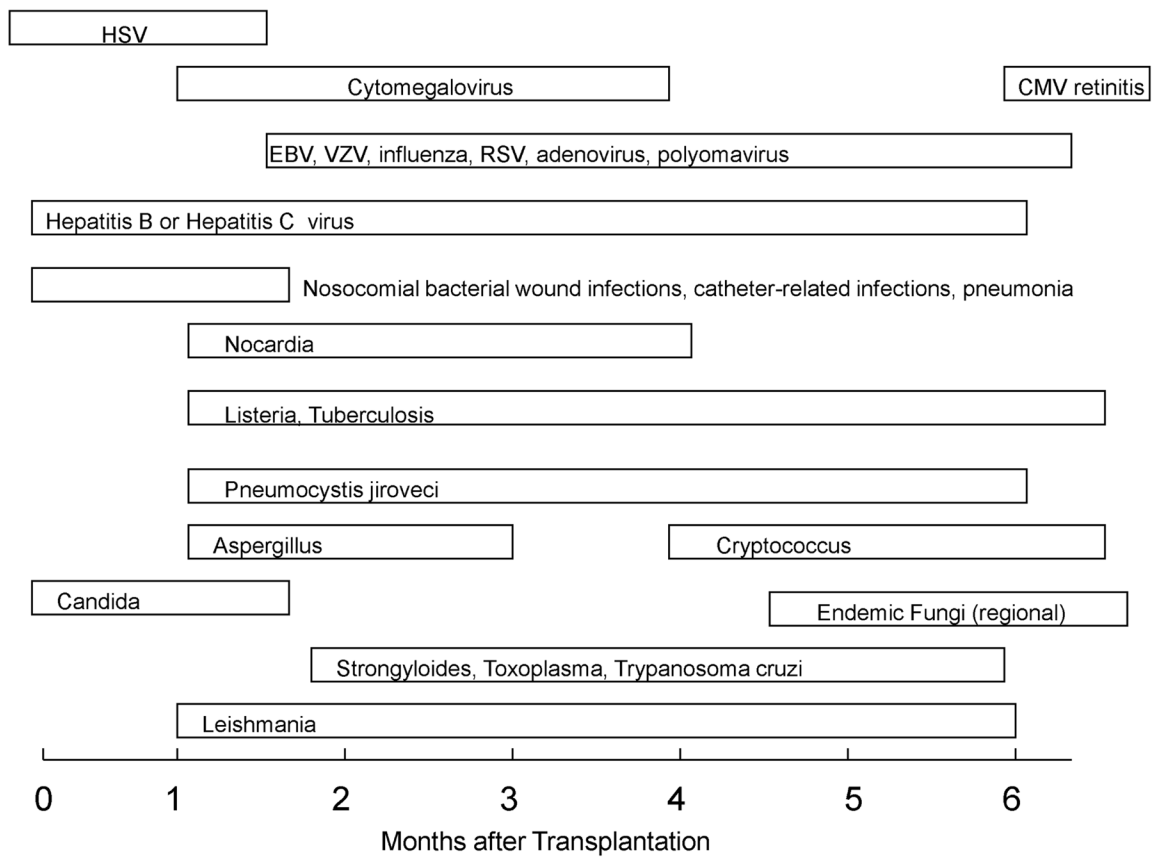 HSV
Cytomegalovirus
CMV retinitis
EBV, VZV, influenza, RSV, adenovirus, polyomavirus
Hepatitis B or Hepatitis C virus
Nosocomial bacterial wound infections, catheter-related infections, pneumonia
Nocardia
Listeria, Tuberculosis
Pneumocystis jiroveci
Aspergillus
Cryptococcus
Candida
Endemic Fungi (regional)
Strongyloides, Toxoplasma, Trypanosoma cruzi
Leishmania
0 1 2 3 4 5 6
Months after Transplantation